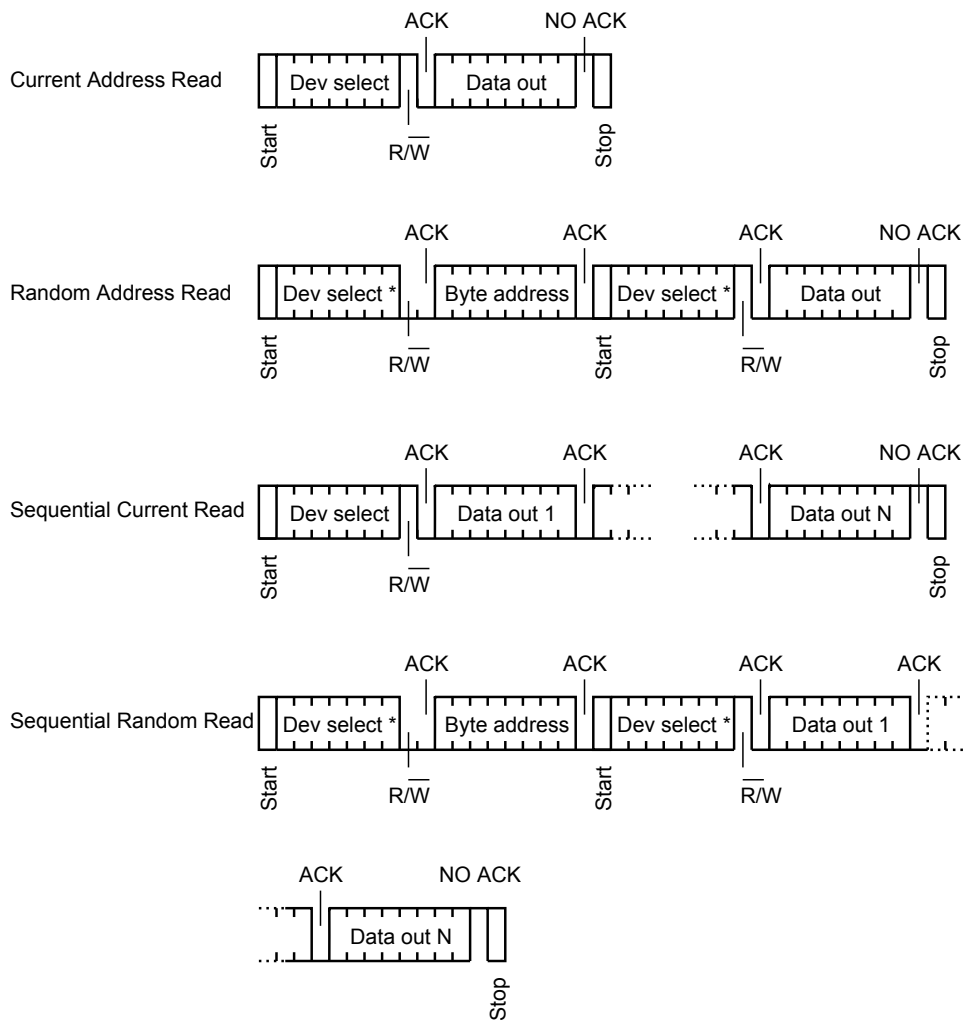 ACK NO ACK
Current Address Read Dev select Data out
Start R/W̅ Stop
ACK ACK ACK NO ACK
Random Address Read Dev select * Byte address Dev select * Data out
Start R/W̅ Start R̅/W Stop
ACK ACK ACK NO ACK
Sequential Current Read Dev select Data out 1 Data out N
Start R/W̅ Stop
ACK ACK ACK ACK
Sequential Random Read Dev select * Byte address Dev select * Data out 1
Start R/W̅ Start R̅/W
ACK NO ACK
Data out N
Stop